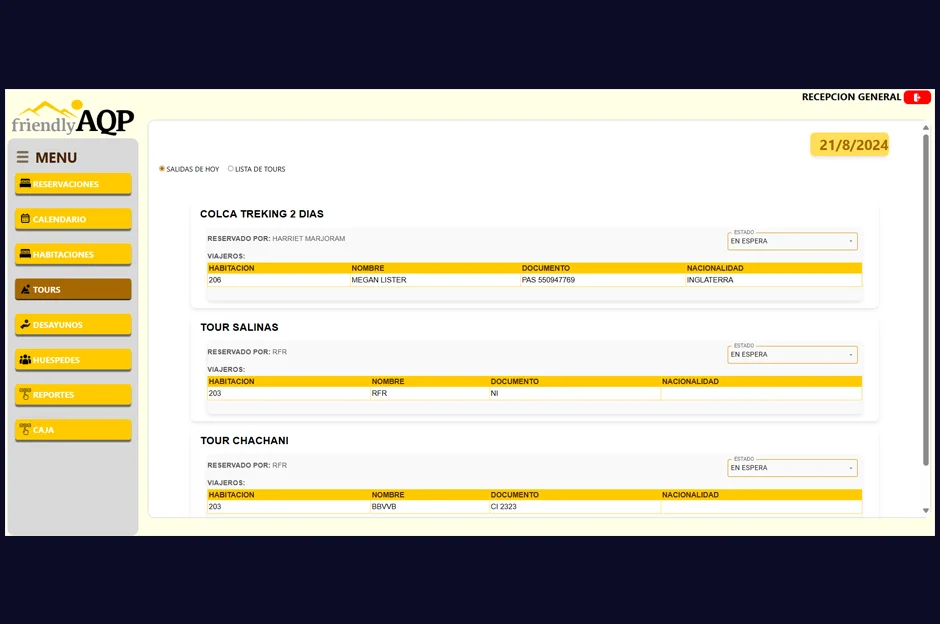 RECEPCION GENERAL
friendlyAQP
MENU
RESERVACIONES
CALENDARIO
HABITACIONES
TOURS
DESAYUNOS
HUESPEDES
REPORTES
CAJA
21/8/2024
SALIDAS DE HOY LISTA DE TOURS
COLCA TREKING 2 DIAS
RESERVADO POR: HARRIET MARJORAM
ESTADO
EN ESPERA
VIAJEROS:
HABITACION NOMBRE DOCUMENTO NACIONALIDAD
206 MEGAN LISTER PAS 550947769 INGLATERRA
TOUR SALINAS
RESERVADO POR: RFR
ESTADO
EN ESPERA
VIAJEROS:
HABITACION NOMBRE DOCUMENTO NACIONALIDAD
203 RFR NI
TOUR CHACHANI
RESERVADO POR: RFR
ESTADO
EN ESPERA
VIAJEROS:
HABITACION NOMBRE DOCUMENTO NACIONALIDAD
203 BBVVB CI 2323